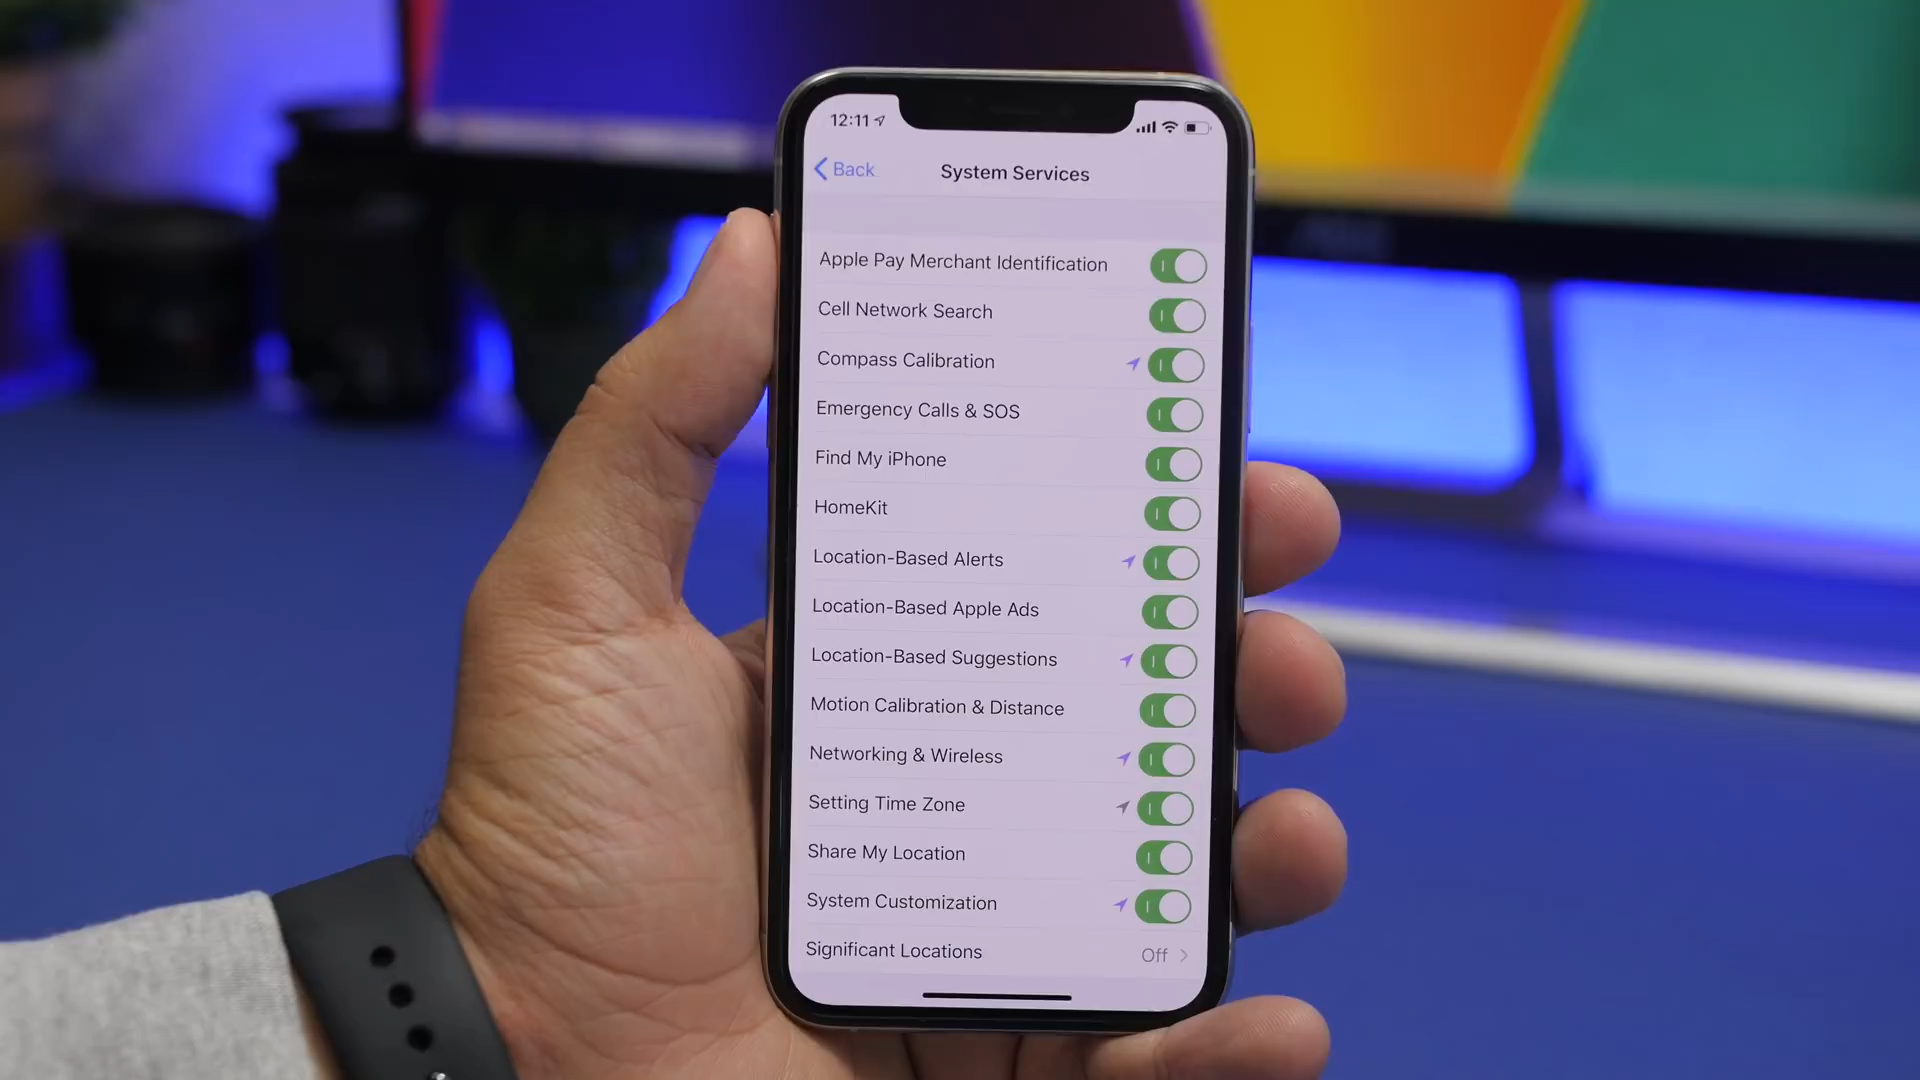 12:11
Back
System Services
Apple Pay Merchant Identification
Cell Network Search
Compass Calibration
Emergency Calls & SOS
Find My iPhone
HomeKit
Location-Based Alerts
Location-Based Apple Ads
Location-Based Suggestions
Motion Calibration & Distance
Networking & Wireless
Setting Time Zone
Share My Location
System Customization
Significant Locations Off